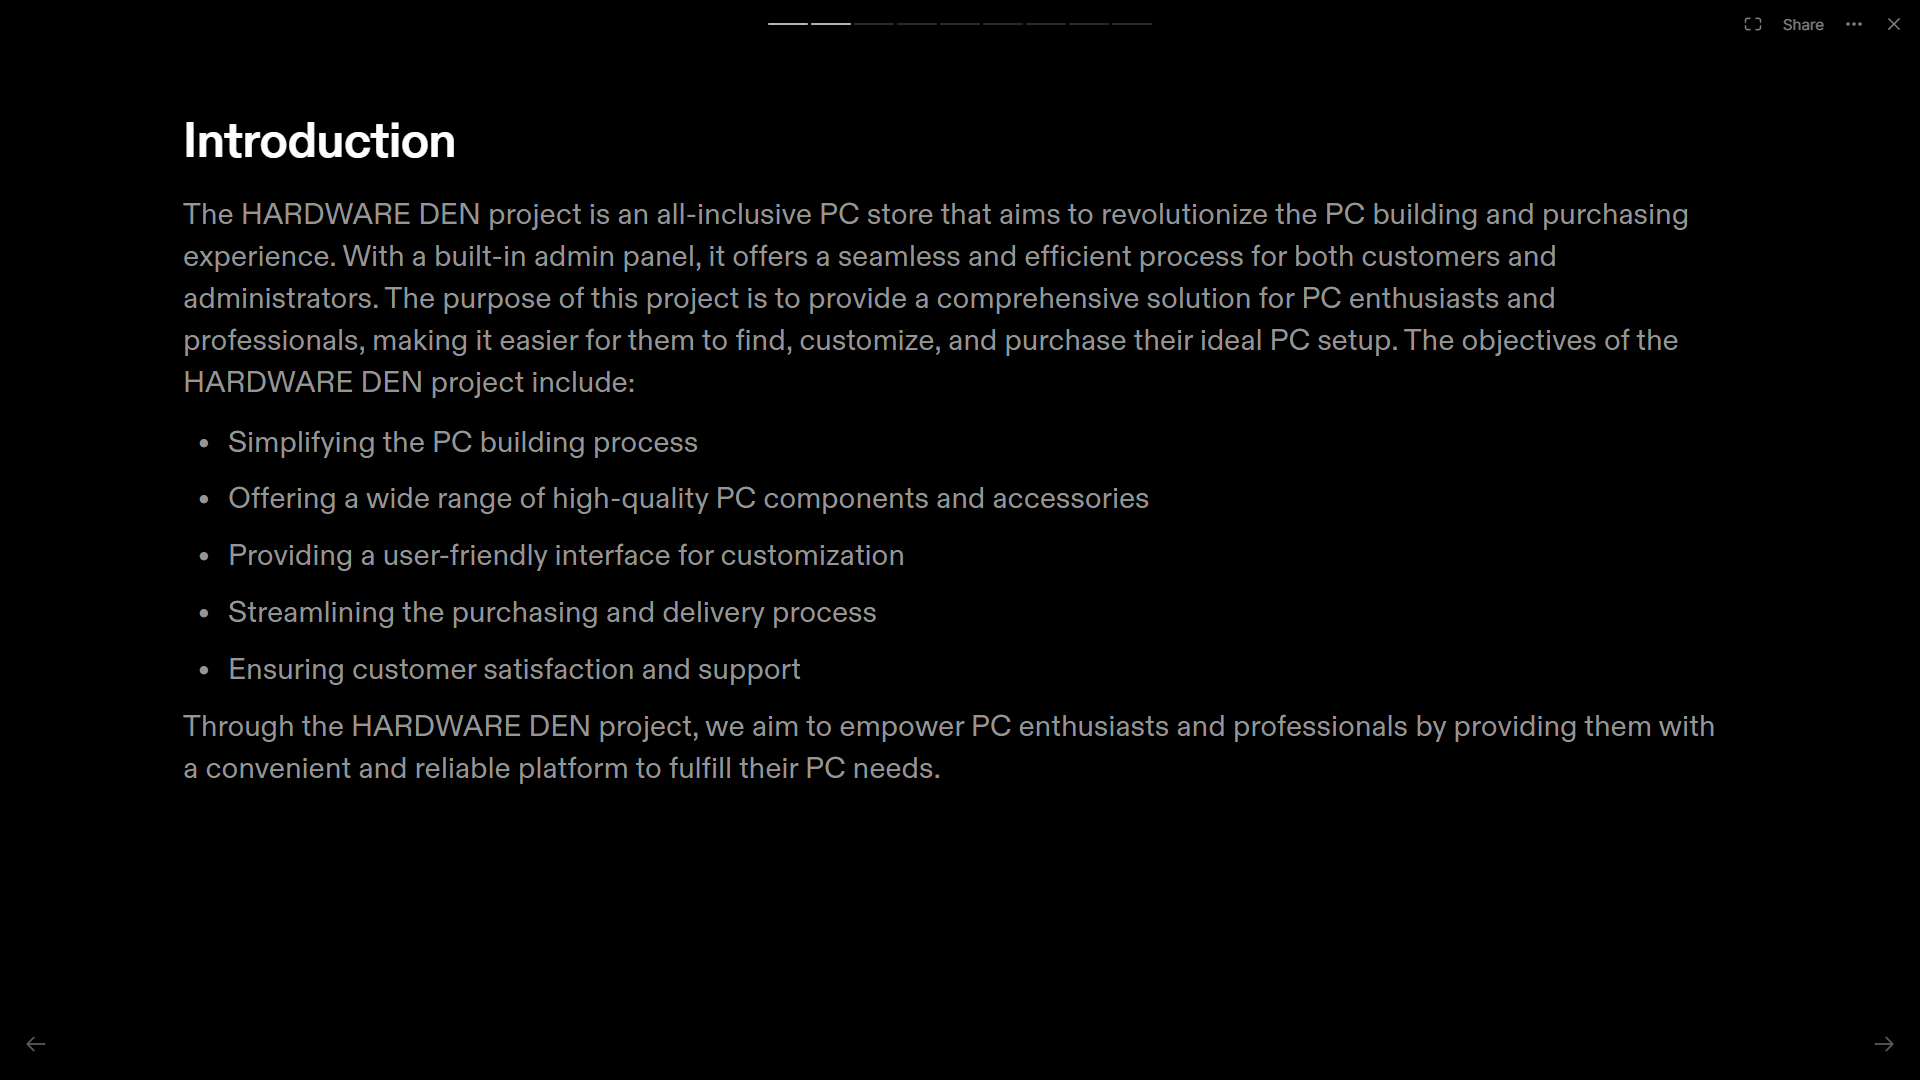 Share
Introduction
The HARDWARE DEN project is an all-inclusive PC store that aims to revolutionize the PC building and purchasing
experience. With a built-in admin panel, it offers a seamless and efficient process for both customers and
administrators. The purpose of this project is to provide a comprehensive solution for PC enthusiasts and
professionals, making it easier for them to find, customize, and purchase their ideal PC setup. The objectives of the
HARDWARE DEN project include:
• Simplifying the PC building process
• Offering a wide range of high-quality PC components and accessories
• Providing a user-friendly interface for customization
• Streamlining the purchasing and delivery process
• Ensuring customer satisfaction and support
Through the HARDWARE DEN project, we aim to empower PC enthusiasts and professionals by providing them with
a convenient and reliable platform to fulfill their PC needs.